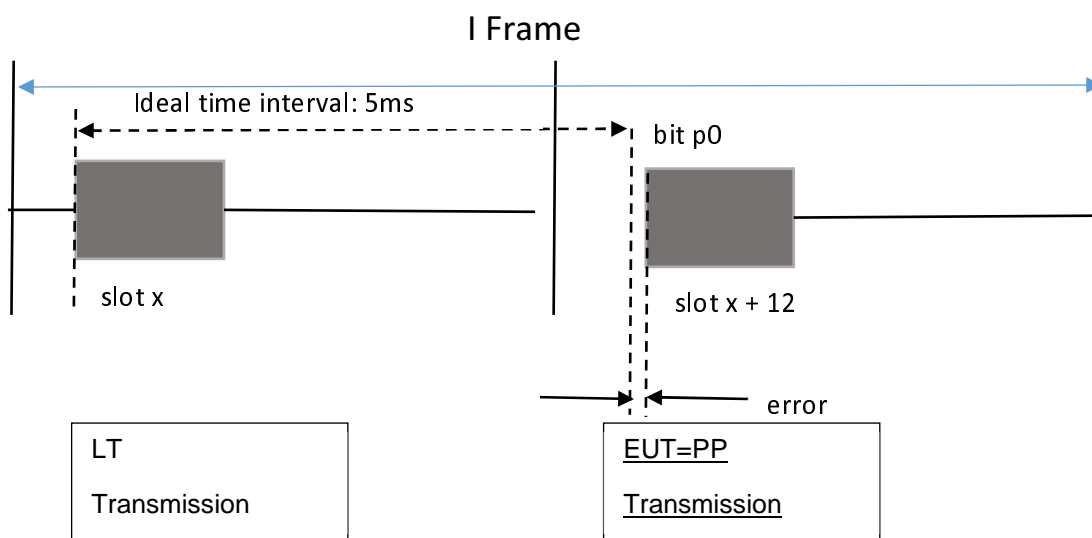 I Frame
Ideal time interval: 5ms
bit p0
slot x
slot x + 12
error
LT
Transmission
EUT=PP
Transmission